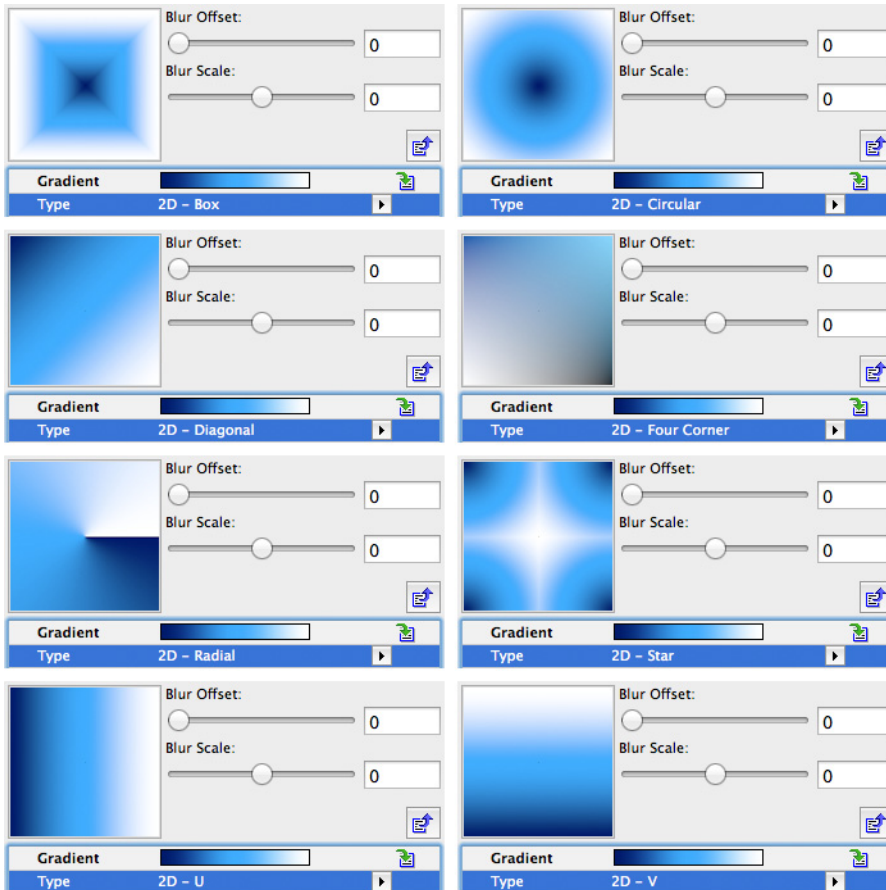 Blur Offset:
0
Blur Scale:
0
Gradient
Type 2D – Box
Blur Offset:
0
Blur Scale:
0
Gradient
Type 2D – Circular
Blur Offset:
0
Blur Scale:
0
Gradient
Type 2D – Diagonal
Blur Offset:
0
Blur Scale:
0
Gradient
Type 2D – Four Corner
Blur Offset:
0
Blur Scale:
0
Gradient
Type 2D – Radial
Blur Offset:
0
Blur Scale:
0
Gradient
Type 2D – Star
Blur Offset:
0
Blur Scale:
0
Gradient
Type 2D – U
Blur Offset:
0
Blur Scale:
0
Gradient
Type 2D – V